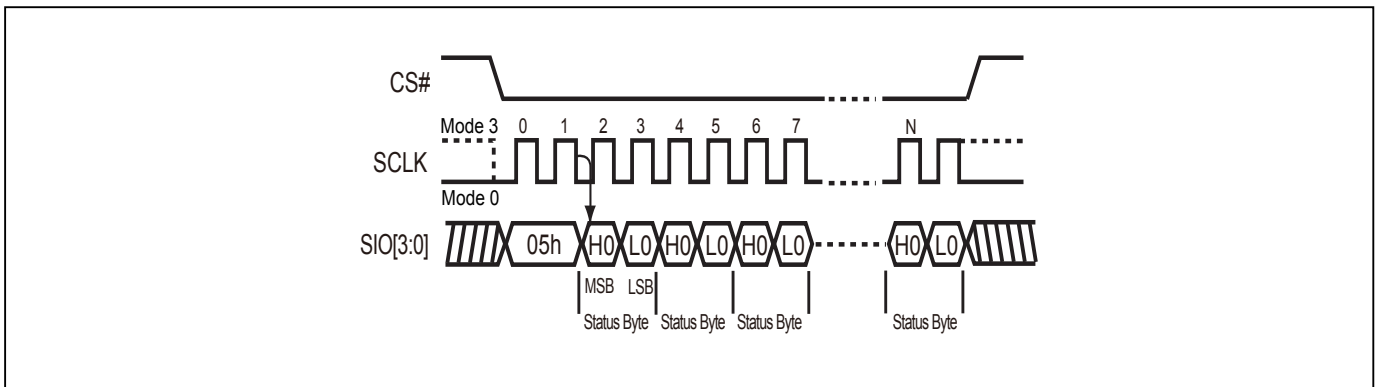 CS#
Mode 3 0 1 2 3 4 5 6 7 N
SCLK
Mode 0
SIO[3:0] 05h H0 L0 H0 L0 H0 L0 H0 L0
MSB LSB
Status Byte Status Byte Status Byte Status Byte